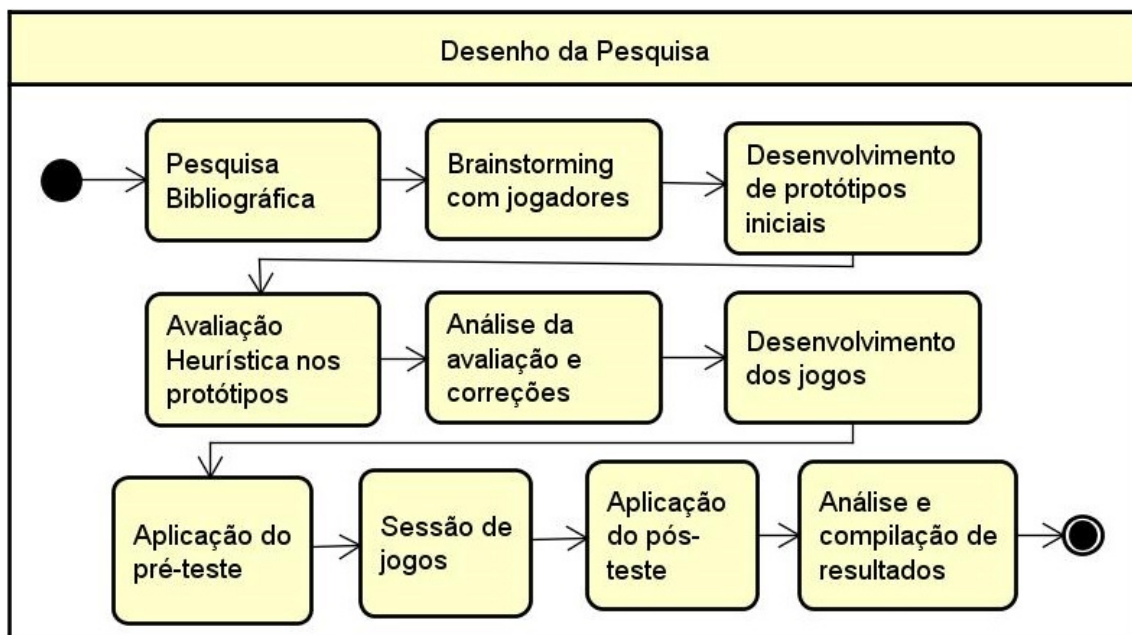 Desenho da Pesquisa
Pesquisa
Bibliográfica
Brainstorming
com jogadores
Desenvolvimento
de protótipos
iniciais
Avaliação
Heurística nos
protótipos
Análise da
avaliação e
correções
Desenvolvimento
dos jogos
Aplicação do
pré-teste
Sessão de
jogos
Aplicação
do pós-
teste
Análise e
compilação de
resultados